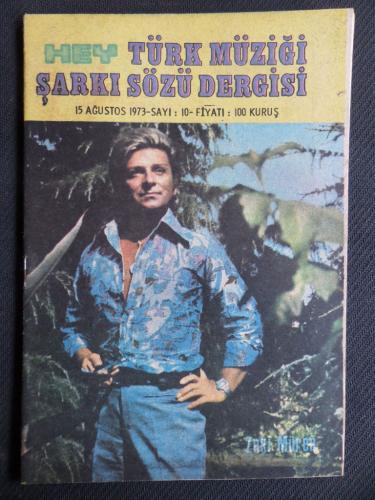 HEY TÜRK MÜZİĞİ
ŞARKI SÖZÜ DERGİSİ
15 AĞUSTOS 1973-SAYI : 10-FİYATI : 100 KURUŞ
Zeki Müren